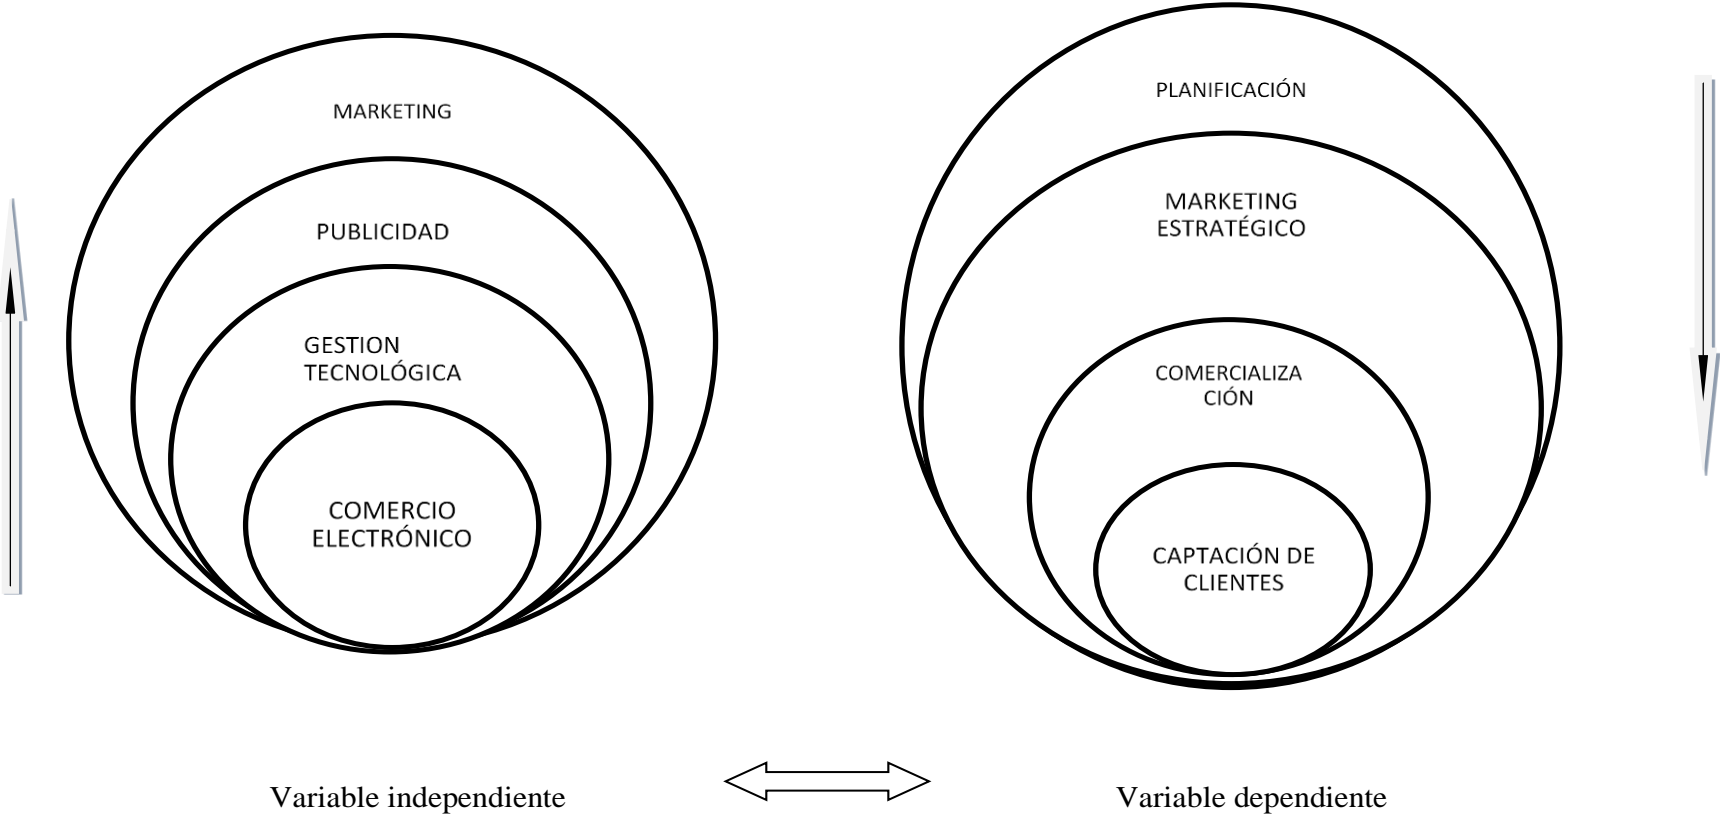 MARKETING
PUBLICIDAD
GESTION
TECNOLÓGICA
COMERCIO
ELECTRÓNICO
PLANIFICACIÓN
MARKETING
ESTRATÉGICO
COMERCIALIZA
CIÓN
CAPTACIÓN DE
CLIENTES
Variable independiente
Variable dependiente